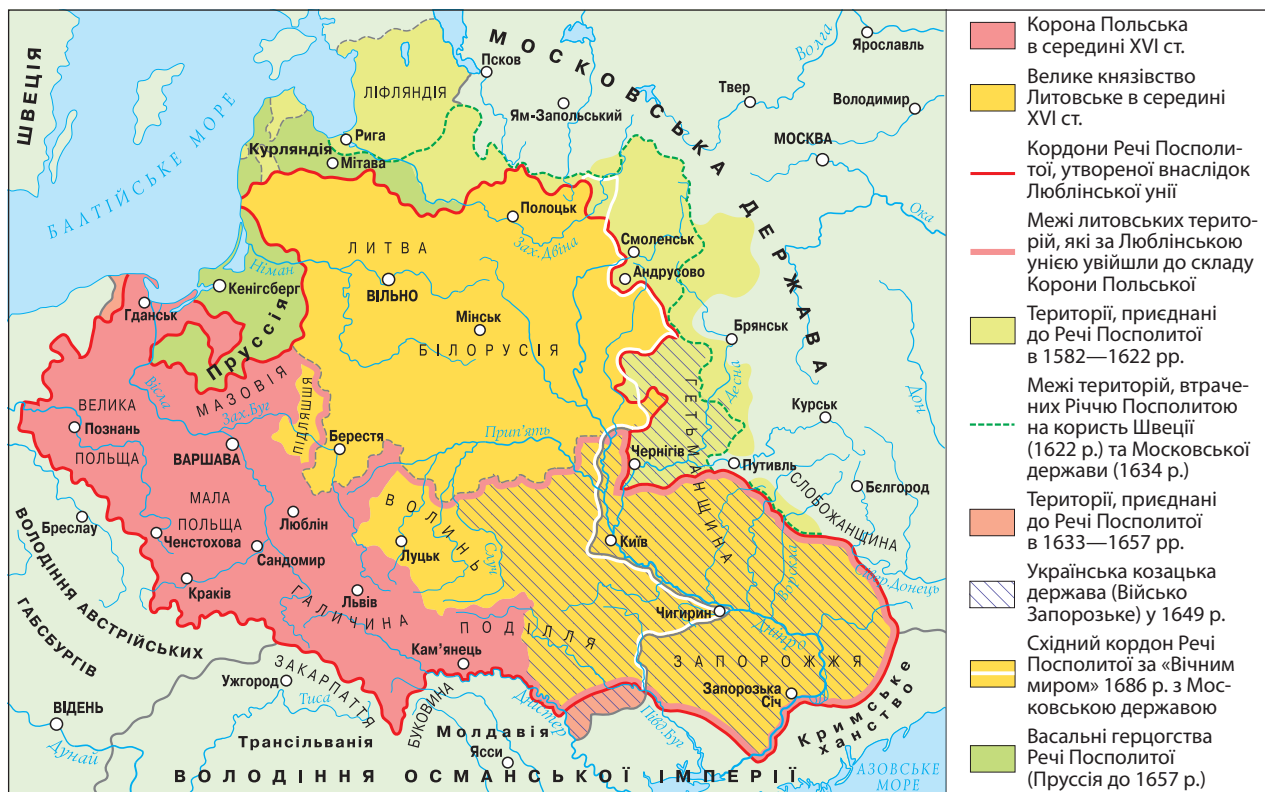 ШВЕЦІЯ
БАЛТІЙСЬКЕ МОРЕ
МОСКОВСЬКА ДЕРЖАВА
Псков
Волга
Ярославль
ЛІФЛЯНДІЯ
Твер
Ям-Запольський
Володимир
Рига
Курляндія
Мітава
МОСКВА
Полоцьк
Ока
ЛИТВА
Зах. Двіна
Смоленськ
Німан
Андрусово
Кенігсберг
ВІЛЬНО
Гданськ
Мінськ
Брянськ
Пруссія
БІЛОРУСІЯ
Десна
Дон
Вісла
МАЗОВІЯ
ВЕЛИКА
ПОЛЬЩА
Зах. Буг
ПІДЛЯШШЯ
Курськ
Познань
Берестя
Прип'ять
ГЕТЬМАНЩИНА
ВАРШАВА
Чернігів
Путивль
МАЛА
ПОЛЬЩА
ВОЛИНЬ
СЛОБОЖАНЩИНА
Бєлгород
Бреслау
Люблін
Ченстохова
Луцьк
Случ
Київ
Сандомир
Ворскла
Сівер. Донець
ВОЛОДІННЯ АВСТРІЙСЬКИХ
ГАБСБУРГІВ
Краків
Львів
ГАЛИЧИНА
Чигирин
Дніпро
ПОДІЛЛЯ
Кам'янець
ЗАПОРОЖЖЯ
ЗАКАРПАТТЯ
Ужгород
Запорозька
Січ
ВІДЕНЬ
Тиса
БУКОВИНА
Дністер
Півд. Буг
Кримське
ханство
Дунай
Трансільванія
Молдавія
Ясси
ВОЛОДІННЯ ОСМАНСЬКОЇ ІМПЕРІЇ
АЗОВСЬКЕ
МОРЕ
Корона Польська
в середині XVI ст.
Велике князівство
Литовське в середині
XVI ст.
Кордони Речі Посполи-
тої, утвореної внаслідок
Люблінської унії
Межі литовських терито-
рій, які за Люблінською
унією увійшли до складу
Корони Польської
Території, приєднані
до Речі Посполитої
в 1582—1622 рр.
Межі територій, втраче-
них Річчю Посполитою
на користь Швеції
(1622 р.) та Московської
держави (1634 р.)
Території, приєднані
до Речі Посполитої
в 1633—1657 рр.
Українська козацька
держава (Військо
Запорозьке) у 1649 р.
Східний кордон Речі
Посполитої за «Вічним
миром» 1686 р. з Мос-
ковською державою
Васальні герцогства
Речі Посполитої
(Пруссія до 1657 р.)